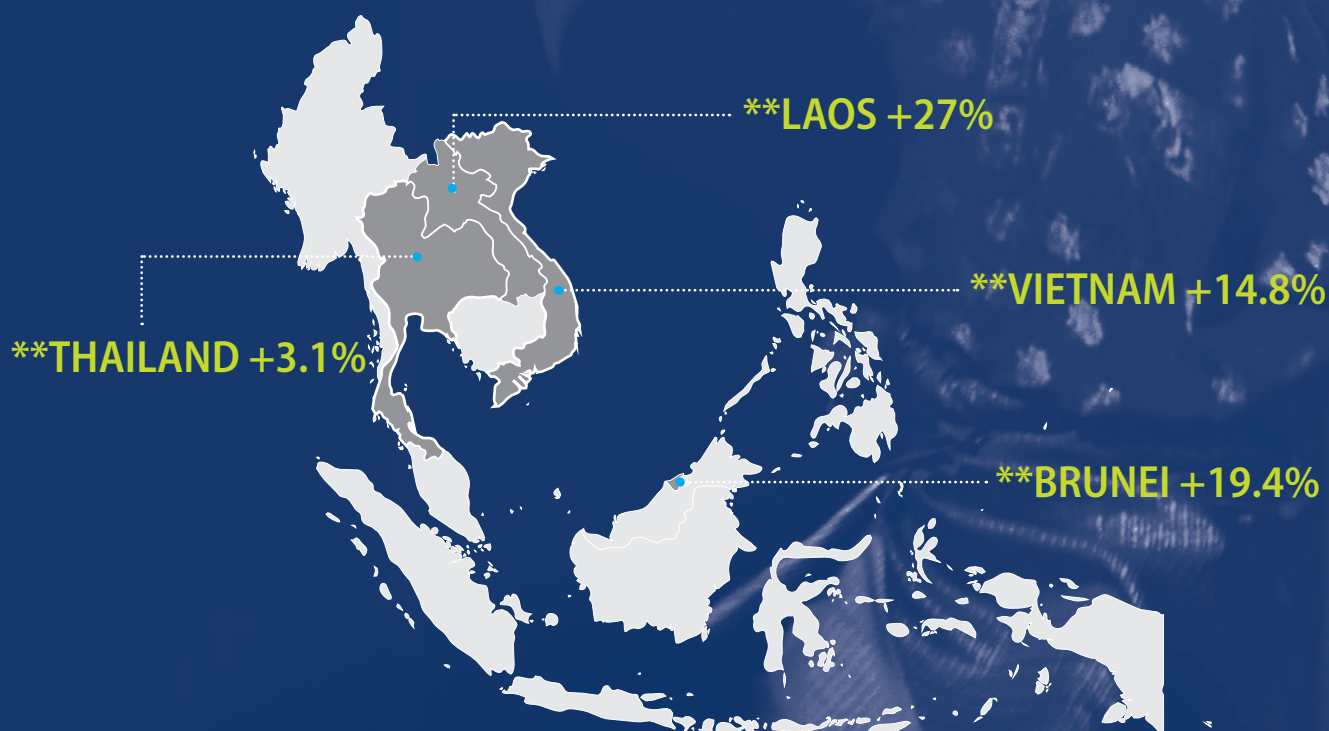 **LAOS +27%
**VIETNAM +14.8%
**THAILAND +3.1%
**BRUNEI +19.4%